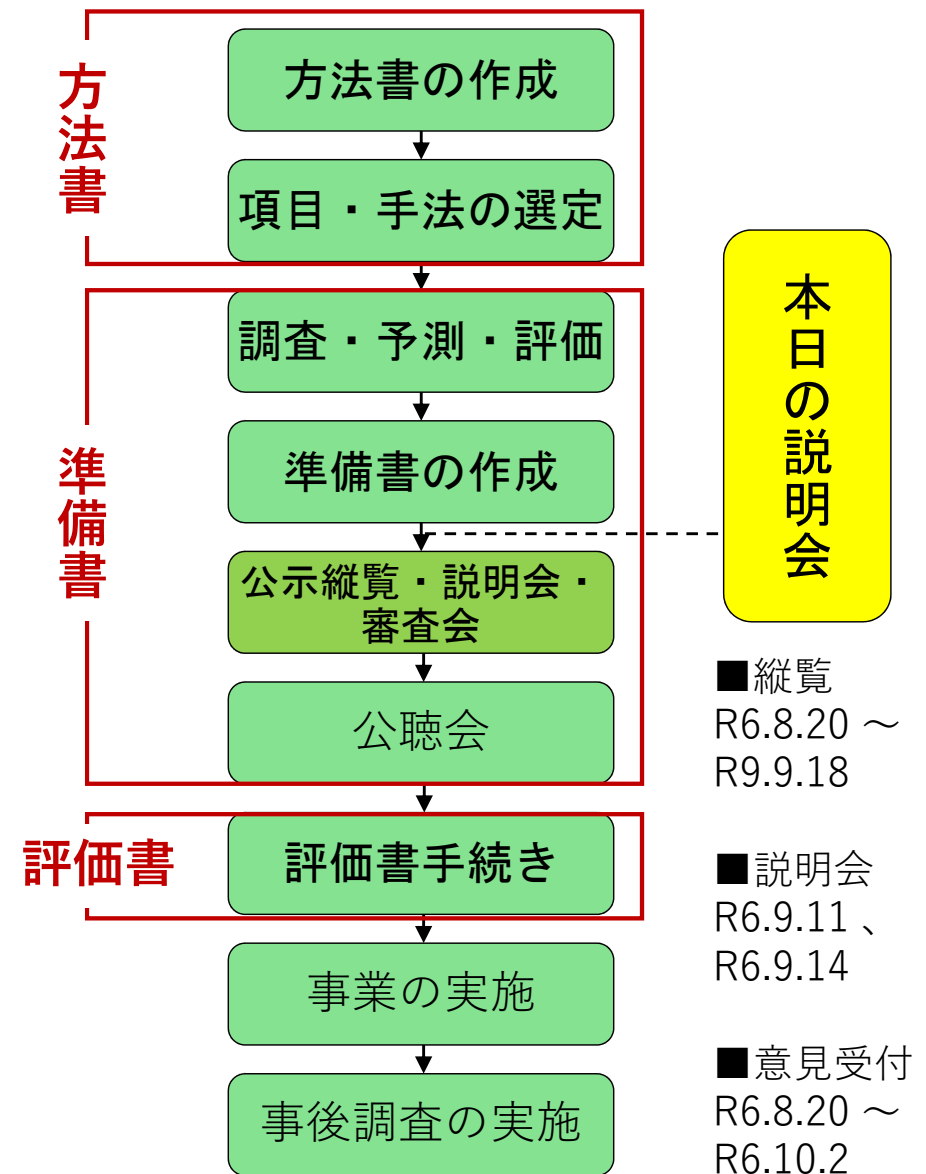 方法書
方法書の作成
項目・手法の選定
準備書
調査・予測・評価
準備書の作成
公示縦覧・説明会・
審査会
公聴会
評価書
評価書手続き
事業の実施
事後調査の実施
本日の説明会
■縦覧
R6.8.20 ～
R9.9.18
■説明会
R6.9.11 、
R6.9.14
■意見受付
R6.8.20 ～
R6.10.2